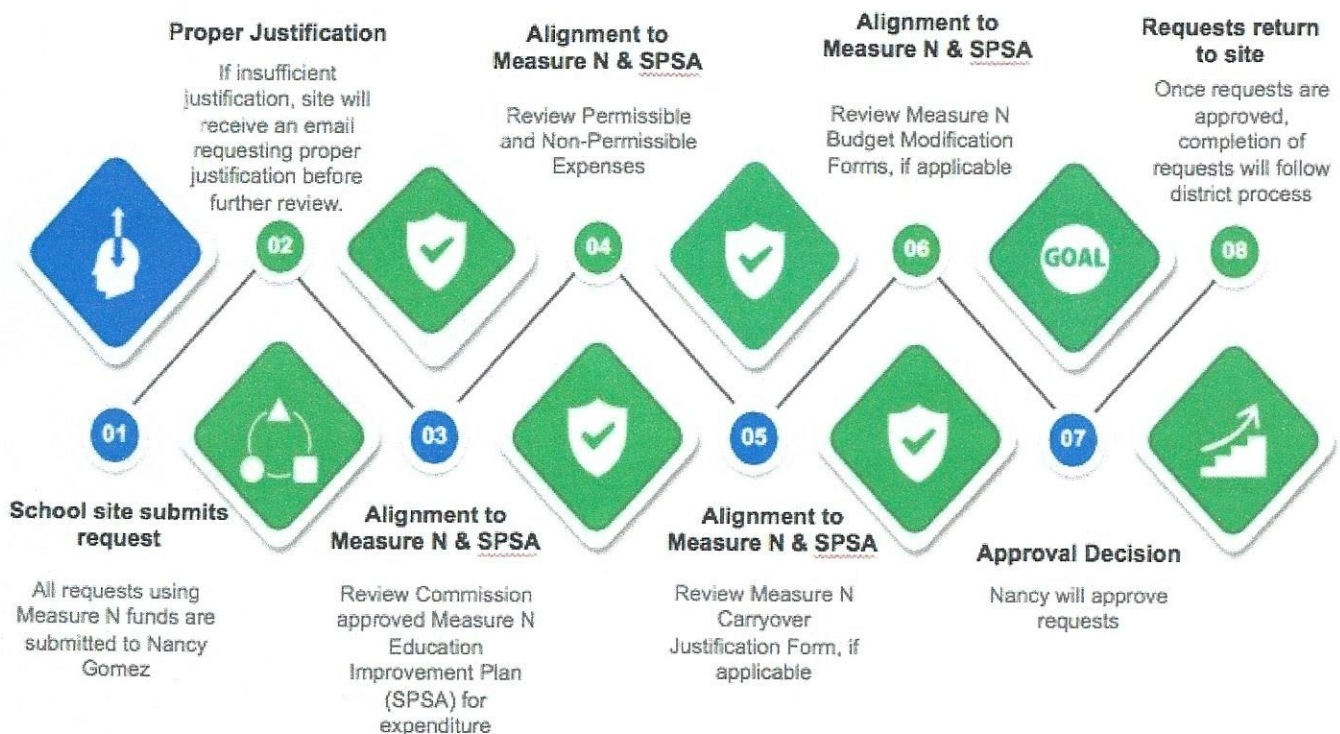 Proper Justification
If insufficient
justification, site will
receive an email
requesting proper
justification before
further review.
Alignment to
Measure N & SPSA
Review Permissible
and Non-Permissible
Expenses
Alignment to
Measure N & SPSA
Review Measure N
Budget Modification
Forms, if applicable
Requests return
to site
Once requests are
approved,
completion of
requests will follow
district process
02
04
06
GOAL
08
01
03
05
07
School site submits
request
All requests using
Measure N funds are
submitted to Nancy
Gomez
Alignment to
Measure N & SPSA
Review Commission
approved Measure N
Education
Improvement Plan
(SPSA) for
expenditure
Alignment to
Measure N & SPSA
Review Measure N
Carryover
Justification Form, if
applicable
Approval Decision
Nancy will approve
requests